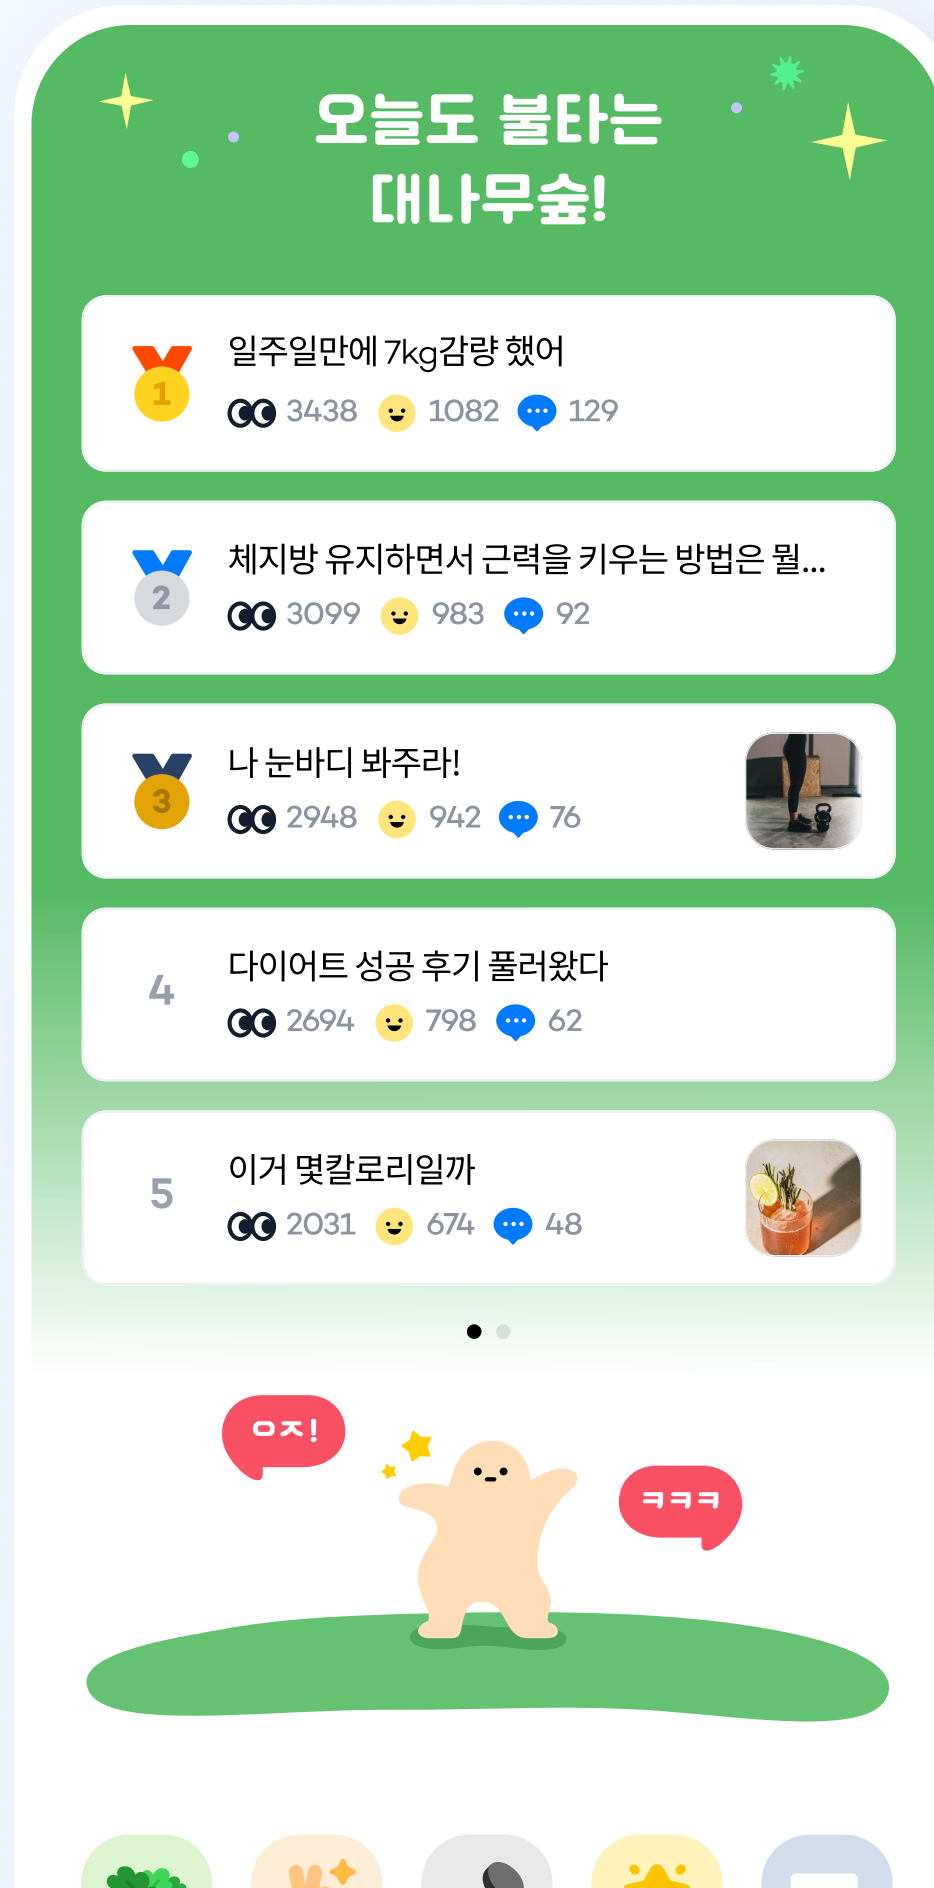 오늘도 불타는
대나무숲!
1
일주일만에 7kg감량 했어
3438 1082 129
2
체지방 유지하면서 근력을 키우는 방법은 뭘...
3099 983 92
3
나 눈바디 봐주라!
2948 942 76
4
다이어트 성공 후기 풀러왔다
2694 798 62
5
이거 몇칼로리일까
2031 674 48
ㅇㅈ!
ㅋㅋㅋ